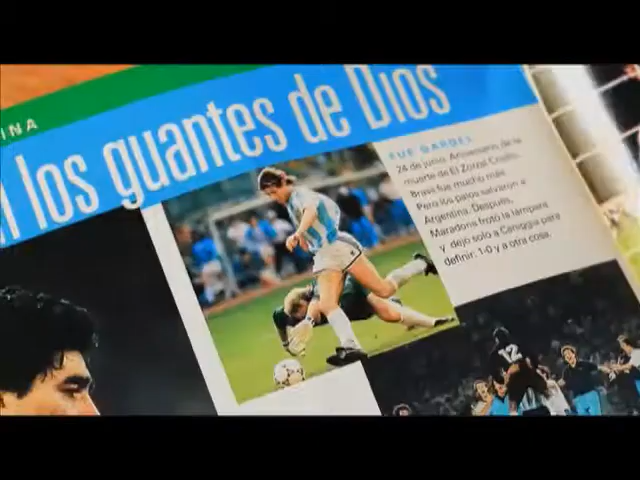 INA
los guantes de Dios
FUE GARDEL
24 de junio. Aniversario de la
muerte de El Zorzal Criollo.
Brasil fue mucho más.
Pero los palos salvaron a
Argentina. Después,
Maradona frotó la lámpara
y dejó solo a Caniggia para
definir. 1-0 y a otra cosa.
12